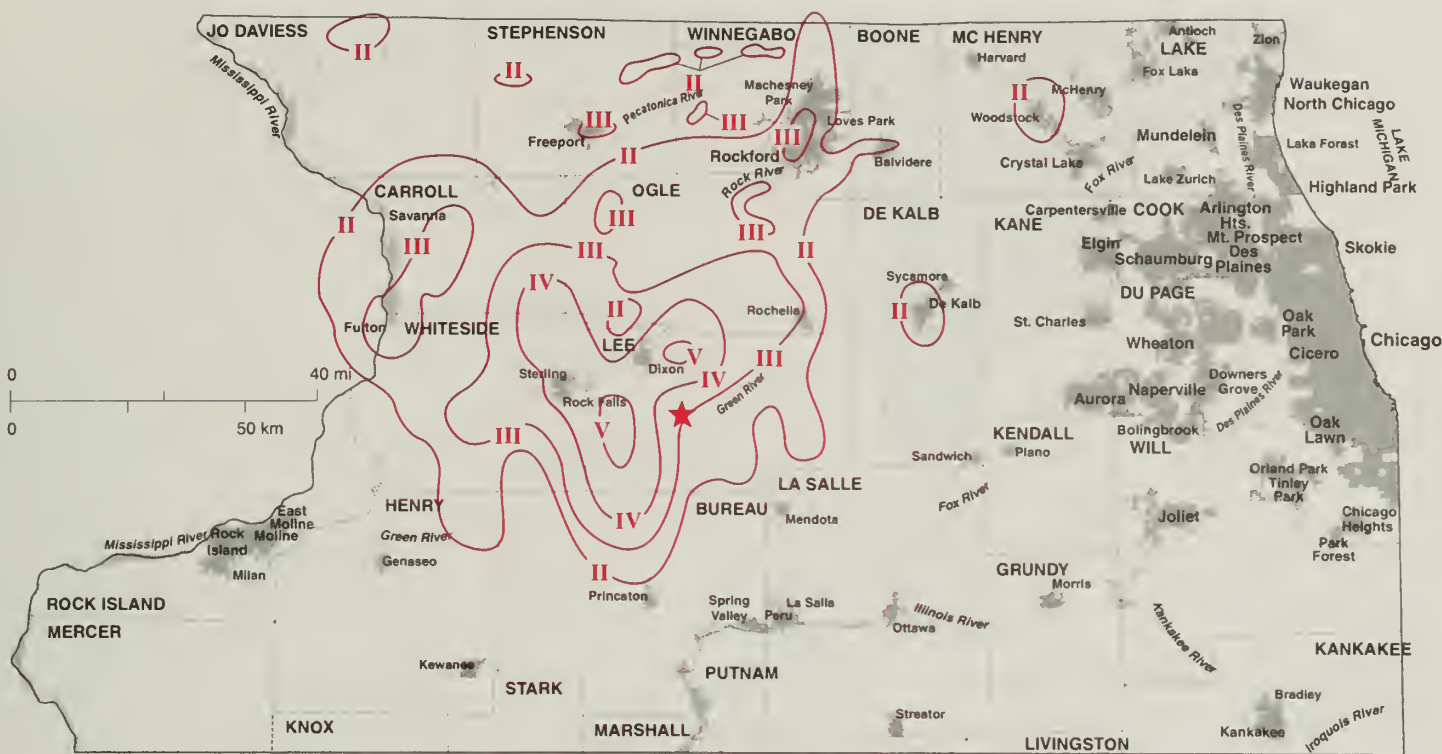 JO DAVIESS
STEPHENSON
WINNEGABO
BOONE
MC HENRY
Antioch
LAKE
Zion
II
Harvard
Fox Laka
II
II
Machesney
Park
II
McHenry
Waukegan
North Chicago
Mississippi River
Pecatonica River
III
III
Loves Park
Woodstock
Des Plaines River
LAKE
MICHIGAN
Freeport
II
III
Rockford
Balvidere
Mundelein
Crystal Lake
Lake Forest
Rock River
Fox River
Lake Zurich
Highland Park
CARROLL
OGLE
Savanna
II
III
III
III
DE KALB
KANE
Carpentersville
COOK
Arlington
Hts.
Mt. Prospect
Des
Plaines
Skokie
III
II
Elgin
Schaumburg
IV
Sycamore
De Kalb
DU PAGE
II
II
Fulton
WHITESIDE
LEE
Rochella
St. Charles
Oak
Park
Chicago
Wheaton
Cicero
V
III
Dixon
0
40 mi
Sterling
IV
Green River
Rock Falls
Downers
Grove
Naperville
Aurora
Des Plaines River
0
50 km
III
V
Bolingbrook
WILL
KENDALL
Plano
Oak
Lawn
Sandwich
Orland Park
Tinley
Park
LA SALLE
HENRY
BUREAU
Fox River
Mendota
IV
Joliet
Chicago
Heights
East
Moline
Moline
Rock
Island
Mississippi River
Green River
Park
Forest
Genaseo
Milan
II
GRUNDY
Morris
Princaton
ROCK ISLAND
MERCER
Spring
Valley
Peru
La Salla
Ottawa
Illinois River
Kankakee River
KANKAKEE
Kewanee
PUTNAM
STARK
Bradlay
KNOX
MARSHALL
Streator
Kankakee
Iroquois River
LIVINGSTON